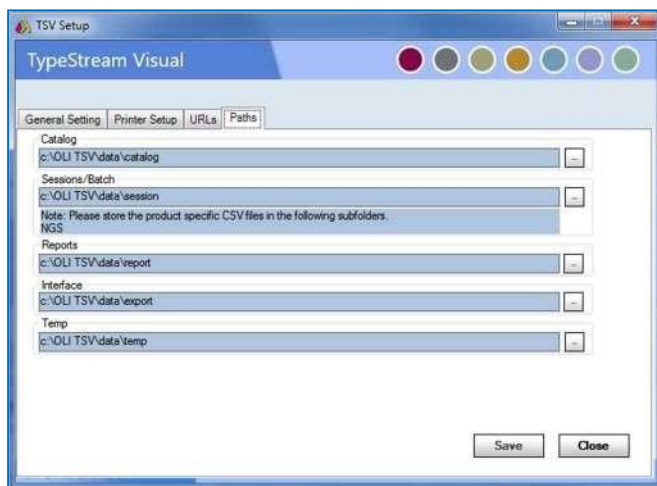 TSV Setup
TypeStream Visual
General Setting Printer Setup URLs Paths
Catalog
c:\OLI TSV\data\catalog
...
Sessions/Batch
c:\OLI TSV\data\session
...
Note: Please store the product specific CSV files in the following subfolders.
NGS
Reports
c:\OLI TSV\data\report
...
Interface
c:\OLI TSV\data\export
...
Temp
c:\OLI TSV\data\temp
...
Save Close